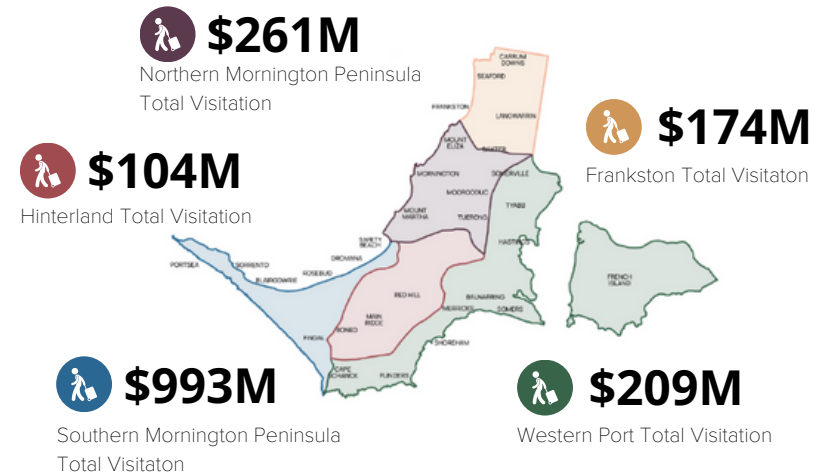 $261M
Northern Mornington Peninsula
Total Visitation
$174M
Frankston Total Visitaton
$104M
Hinterland Total Visitation
$993M
Southern Mornington Peninsula
Total Visitaton
$209M
Western Port Total Visitation
CARRUM
DOWNS
SEAFORD
FRANKSTON
LANGWARRIN
MOUNT
ELIZA
BAXTER
MORNINGTON
SOMERVILLE
MOOROODUC
TYABB
MOUNT
MARTHA
TUERONG
SAFETY
BEACH
HASTINGS
DROMANA
PORTSEA
SORRENTO
BLAIRGOWRIE
ROSEBUD
FRENCH
ISLAND
RED HILL
BALNARRING
MERRICKS
SOMERS
MAIN
RIDGE
BONEO
FINGAL
SHOREHAM
CAPE
SCHANCK
FLINDERS